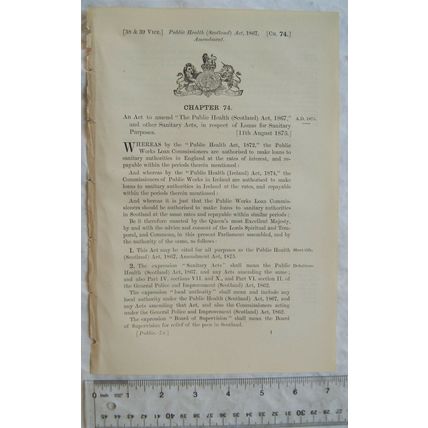 [38 & 39 VICT.] Public Health (Scotland) Act, 1867, [CH. 74.]
Amendment.
CHAPTER 74.
An Act to amend "The Public Health (Scotland) Act, 1867," A.D. 1875.
and other Sanitary Acts, in respect of Loans for Sanitary
Purposes. [11th August 1875.]
WHEREAS by the "Public Health Act, 1872," the Public
Works Loan Commissioners are authorised to make loans to
sanitary authorities in England at the rates of interest, and re-
payable within the periods therein mentioned:
And whereas by the "Public Health (Ireland) Act, 1874," the
Commissioners of Public Works in Ireland are authorised to make
loans to sanitary authorities in Ireland at the rates, and repayable
within the periods therein mentioned:
And whereas it is just that the Public Works Loan Commis-
sioners should be authorised to make loans to sanitary authorities
in Scotland at the same rates and repayable within similar periods:
Be it therefore enacted by the Queen's most Excellent Majesty,
by and with the advice and consent of the Lords Spiritual and Tem-
poral, and Commons, in this present Parliament assembled, and by
the authority of the same, as follows:
1. This Act may be cited for all purposes as the Public Health Short title.
(Scotland) Act, 1867, Amendment Act, 1875.
2. The expression "Sanitary Acts" shall mean the Public Definitions.
Health (Scotland) Act, 1867, and any Acts amending the same;
and also Part IV, sections VII. and X., and Part VI. section II. of
the General Police and Improvement (Scotland) Act, 1862.
The expression "local authority" shall mean and include any
local authority under the Public Health (Scotland) Act, 1867, and
any Acts amending that Act, and also the Commissioners acting
under the General Police and Improvement (Scotland) Act, 1862.
The expression "Board of Supervision" shall mean the Board
of Supervision for relief of the poor in Scotland.
[Public.-74.] 1
0 inch 1 2 3 4 5 6 7